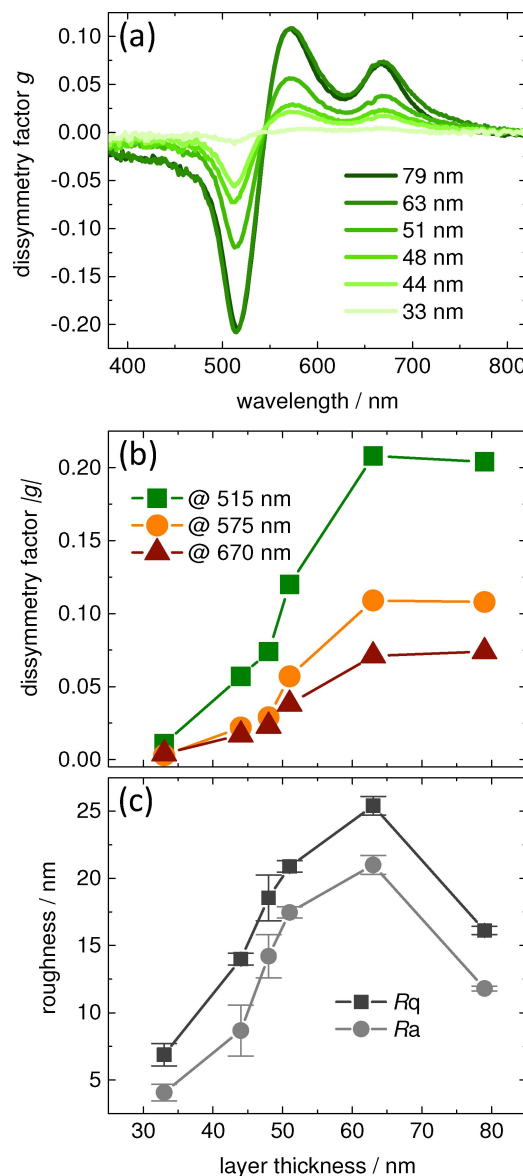 (a)
0.10
0.05
0.00
-0.05
-0.10
-0.15
-0.20
dissymmetry factor g
79 nm
63 nm
51 nm
48 nm
44 nm
33 nm
400 500 600 700 800
wavelength / nm
(b)
0.20
0.15
0.10
0.05
0.00
dissymmetry factor |g|
@ 515 nm
@ 575 nm
@ 670 nm
(c)
25
20
15
10
5
roughness / nm
Rq
Ra
30 40 50 60 70 80
layer thickness / nm